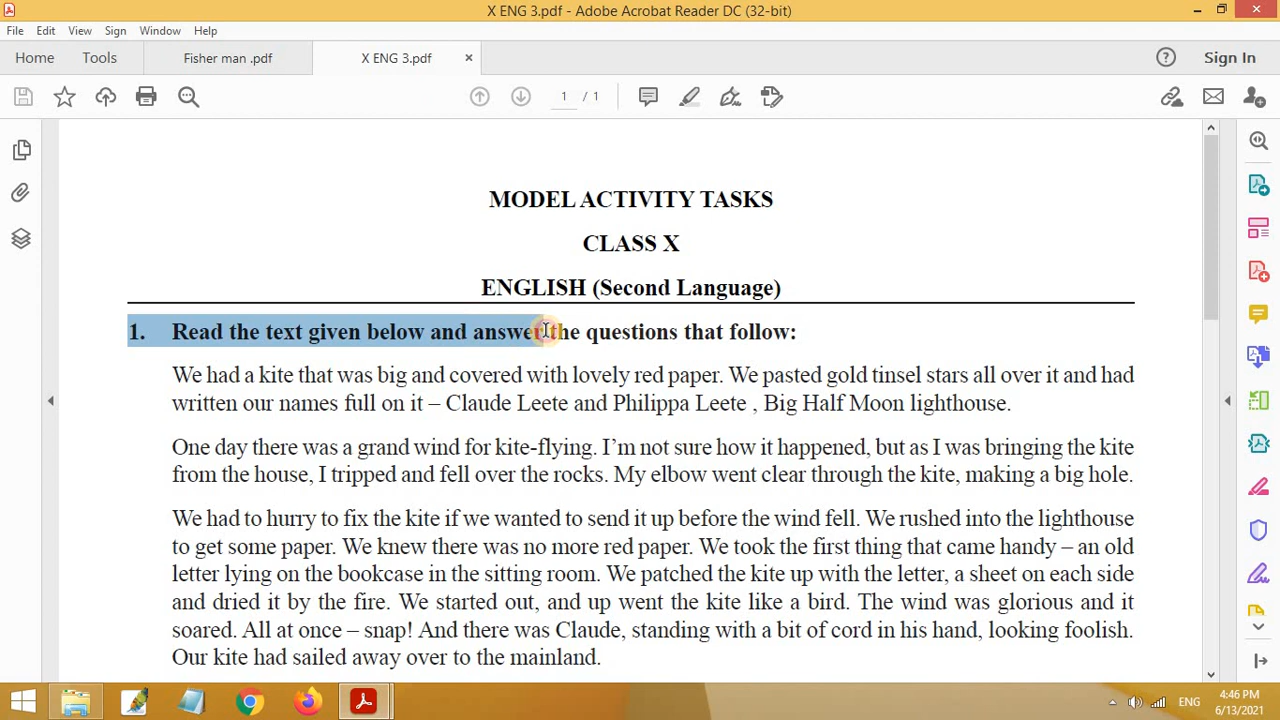 X ENG 3.pdf - Adobe Acrobat Reader DC (32-bit)
File Edit View Sign Window Help
Home Tools Fisher man .pdf X ENG 3.pdf × Sign In
1 / 1
MODEL ACTIVITY TASKS
CLASS X
ENGLISH (Second Language)
1. Read the text given below and answer the questions that follow:
We had a kite that was big and covered with lovely red paper. We pasted gold tinsel stars all over it and had
written our names full on it – Claude Leete and Philippa Leete , Big Half Moon lighthouse.
One day there was a grand wind for kite-flying. I’m not sure how it happened, but as I was bringing the kite
from the house, I tripped and fell over the rocks. My elbow went clear through the kite, making a big hole.
We had to hurry to fix the kite if we wanted to send it up before the wind fell. We rushed into the lighthouse
to get some paper. We knew there was no more red paper. We took the first thing that came handy – an old
letter lying on the bookcase in the sitting room. We patched the kite up with the letter, a sheet on each side
and dried it by the fire. We started out, and up went the kite like a bird. The wind was glorious and it
soared. All at once – snap! And there was Claude, standing with a bit of cord in his hand, looking foolish.
Our kite had sailed away over to the mainland.
ENG
4:46 PM
6/13/2021